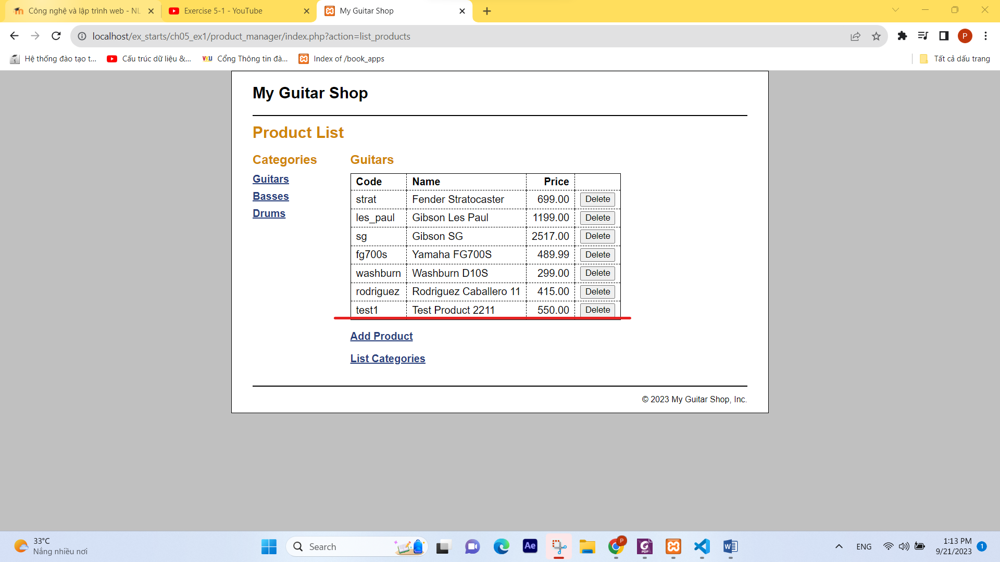 Công nghệ và lập trình web - NL
Exercise 5-1 - YouTube
My Guitar Shop
localhost/ex_starts/ch05_ex1/product_manager/index.php?action=list_products
P
Hệ thống đào tạo t...
Cấu trúc dữ liệu &...
VKU
Cổng Thông tin đà...
Index of /book_apps
Tất cả dấu trang
My Guitar Shop
Product List
Categories
Guitars
Basses
Drums
Guitars
Code Name Price
strat Fender Stratocaster 699.00 Delete
les_paul Gibson Les Paul 1199.00 Delete
sg Gibson SG 2517.00 Delete
fg700s Yamaha FG700S 489.99 Delete
washburn Washburn D10S 299.00 Delete
rodriguez Rodriguez Caballero 11 415.00 Delete
test1 Test Product 2211 550.00 Delete
Add Product
List Categories
© 2023 My Guitar Shop, Inc.
33°C
Nắng nhiều nơi
Search
Ae
P
PDF
ENG
1:13 PM
9/21/2023
1